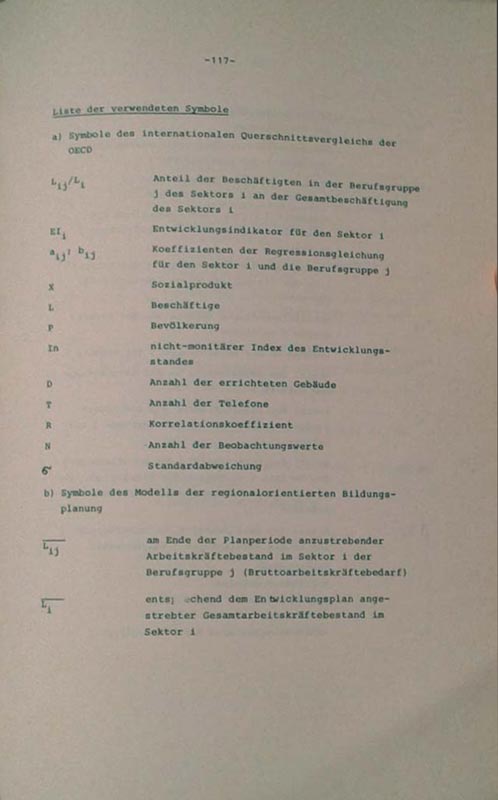 -117-
Liste der verwendeten Symbole
a) Symbole des internationalen Querschnittsvergleichs der
OECD
L_ij/L_i Anteil der Beschäftigten in der Berufsgruppe
j des Sektors i an der Gesamtbeschäftigung
des Sektors i
EI_i Entwicklungsindikator für den Sektor i
a_ij, b_ij Koeffizienten der Regressionsgleichung
für den Sektor i und die Berufsgruppe j
X Sozialprodukt
L Beschäftige
P Bevölkerung
In nicht-monitärer Index des Entwicklungs-
standes
D Anzahl der errichteten Gebäude
T Anzahl der Telefone
R Korrelationskoeffizient
N Anzahl der Beobachtungswerte
σ Standardabweichung
b) Symbole des Modells der regionalorientierten Bildungs-
planung
L̅_ij am Ende der Planperiode anzustrebender
Arbeitskräftebestand im Sektor i der
Berufsgruppe j (Bruttoarbeitskräftebedarf)
L̅_i dem Entwicklungsplan ange-
strebter Gesamtarbeitskräftebestand im
Sektor i